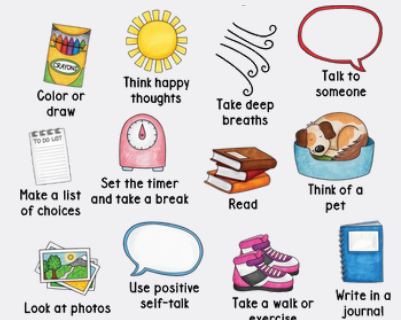 CRAYONS
Color or
draw
Think happy
thoughts
Take deep
breaths
Talk to
someone
TO DO LIST
Make a list
of choices
Set the timer
and take a break
Read
Think of a
pet
Look at photos
Use positive
self-talk
Take a walk or
exercise
Write in a
journal